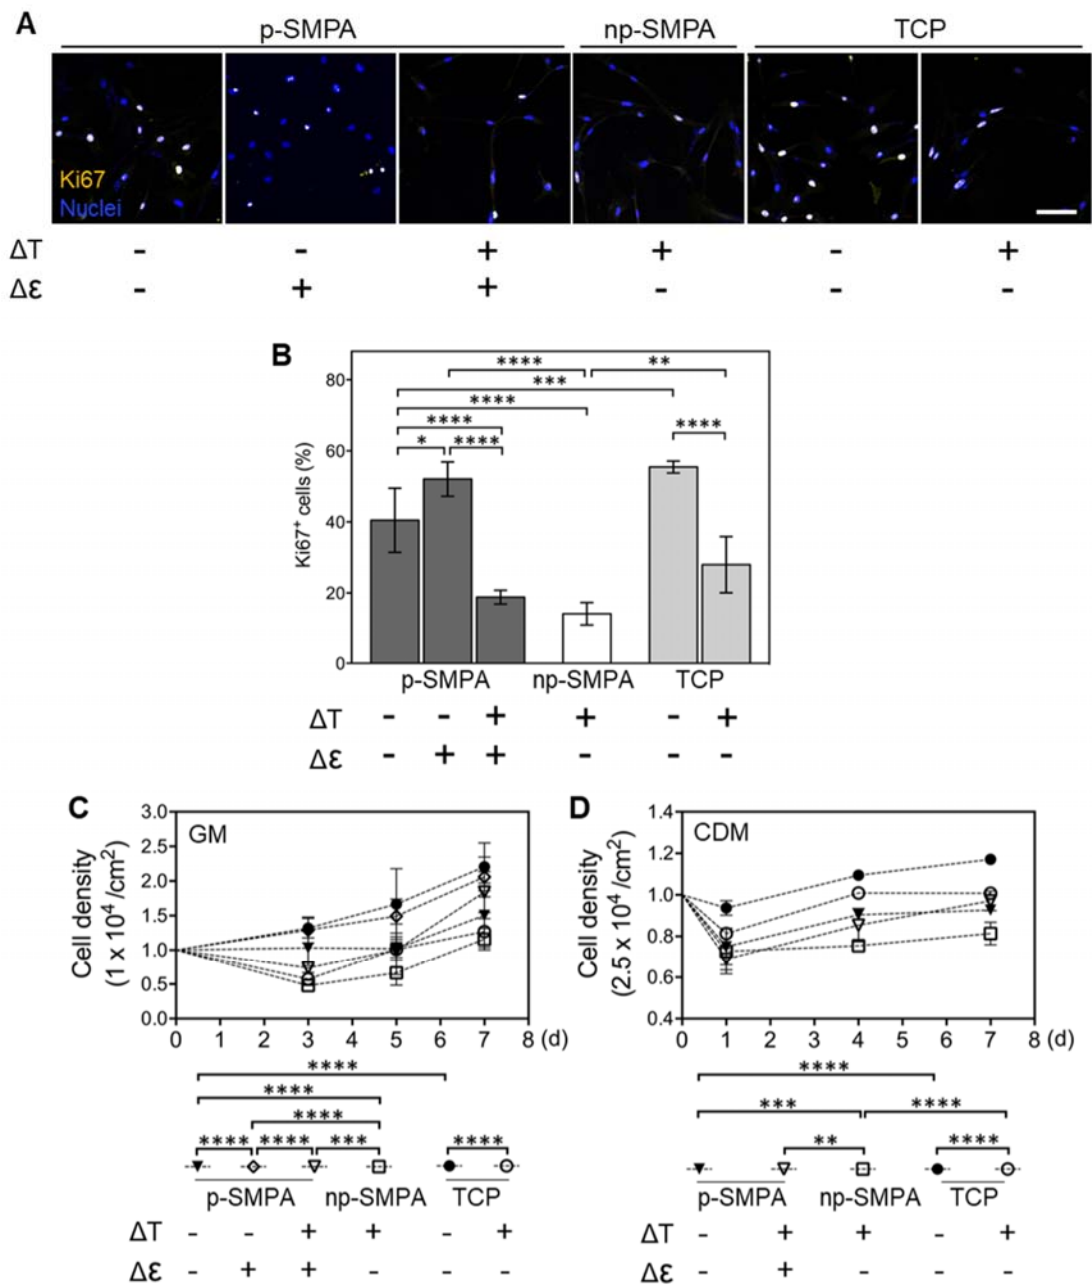 A
p-SMPA np-SMPA TCP
Ki67
Nuclei
ΔT - - + + - +
Δε - + + - - -
B
**** **
***
****
****
****
* ****
80
60
40
20
0
Ki67⁺ cells (%)
p-SMPA np-SMPA TCP
ΔT - - + + - +
Δε - + + - - -
C
GM
Cell density
(1 x 10⁴ /cm²)
3.0
2.5
2.0
1.5
1.0
0.5
0.0
0 1 2 3 4 5 6 7 8 (d)
****
****
****
**** **** *** ****
p-SMPA np-SMPA TCP
ΔT - - + + - +
Δε - + + - - -
D
CDM
Cell density
(2.5 x 10⁴ /cm²)
1.4
1.2
1.0
0.8
0.6
0.4
0 1 2 3 4 5 6 7 8 (d)
****
*** ****
** ****
p-SMPA np-SMPA TCP
ΔT - + + - +
Δε - + - - -